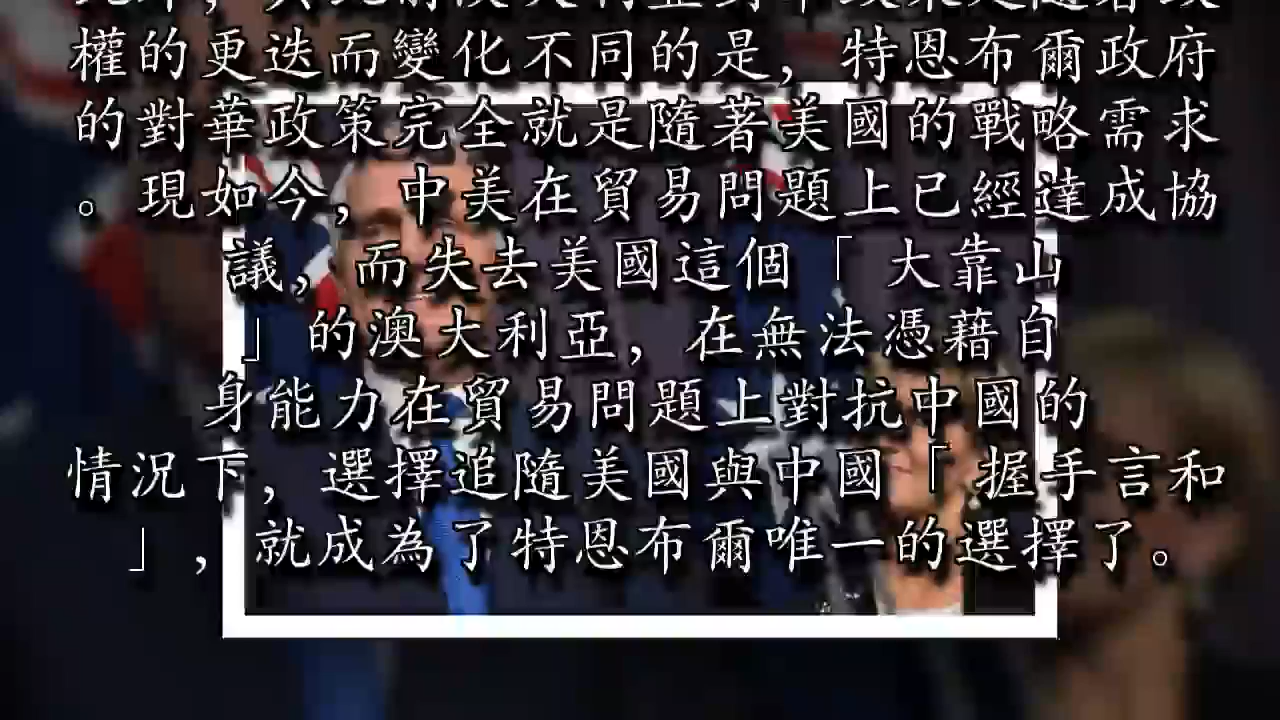 權的更迭而變化不同的是，特恩布爾政府
的對華政策完全就是隨著美國的戰略需求
。現如今，中美在貿易問題上已經達成協
議，而失去美國這個「大靠山
」的澳大利亞，在無法憑藉自
身能力在貿易問題上對抗中國的
情況下，選擇追隨美國與中國「握手言和
」，就成為了特恩布爾唯一的選擇了。